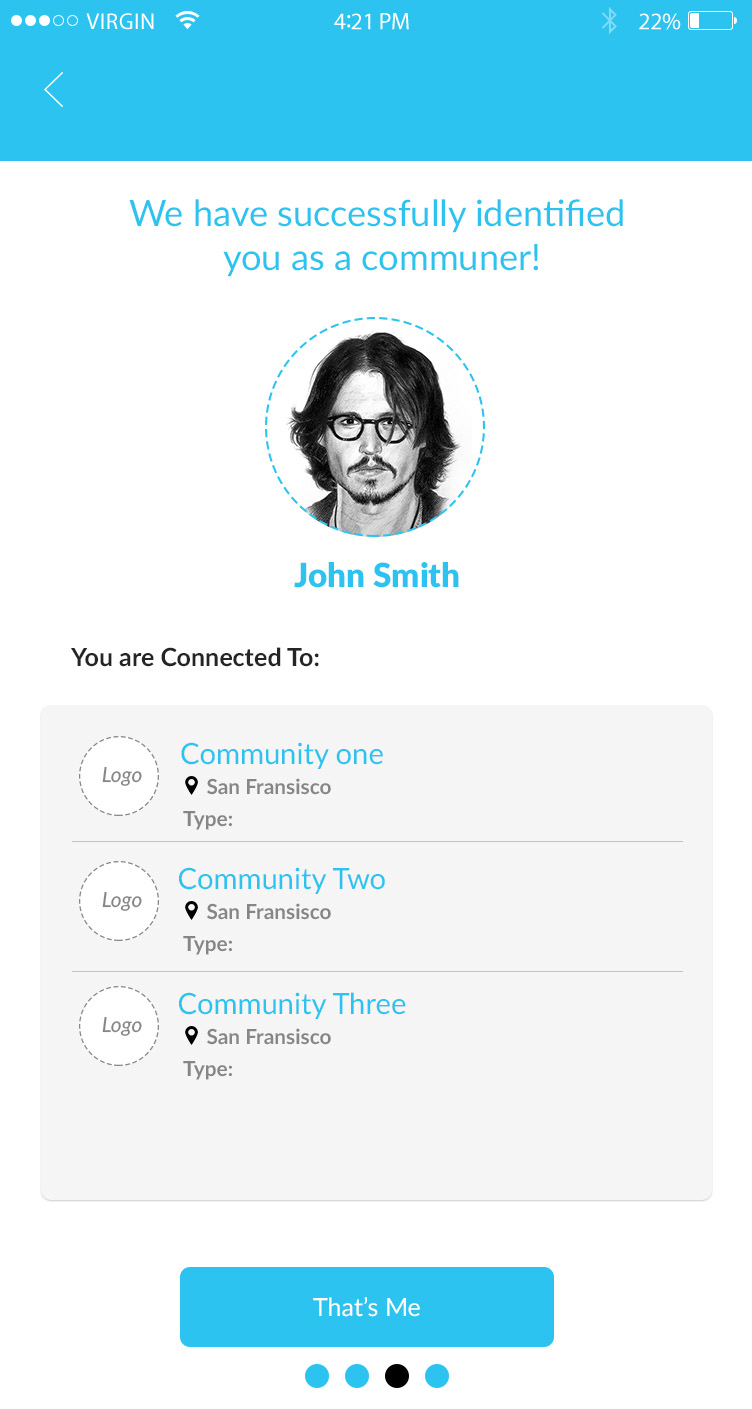 VIRGIN 4:21 PM 22%
We have successfully identified
you as a communer!
John Smith
You are Connected To:
Logo
Community one
San Fransisco
Type:
Logo
Community Two
San Fransisco
Type:
Logo
Community Three
San Fransisco
Type:
That’s Me